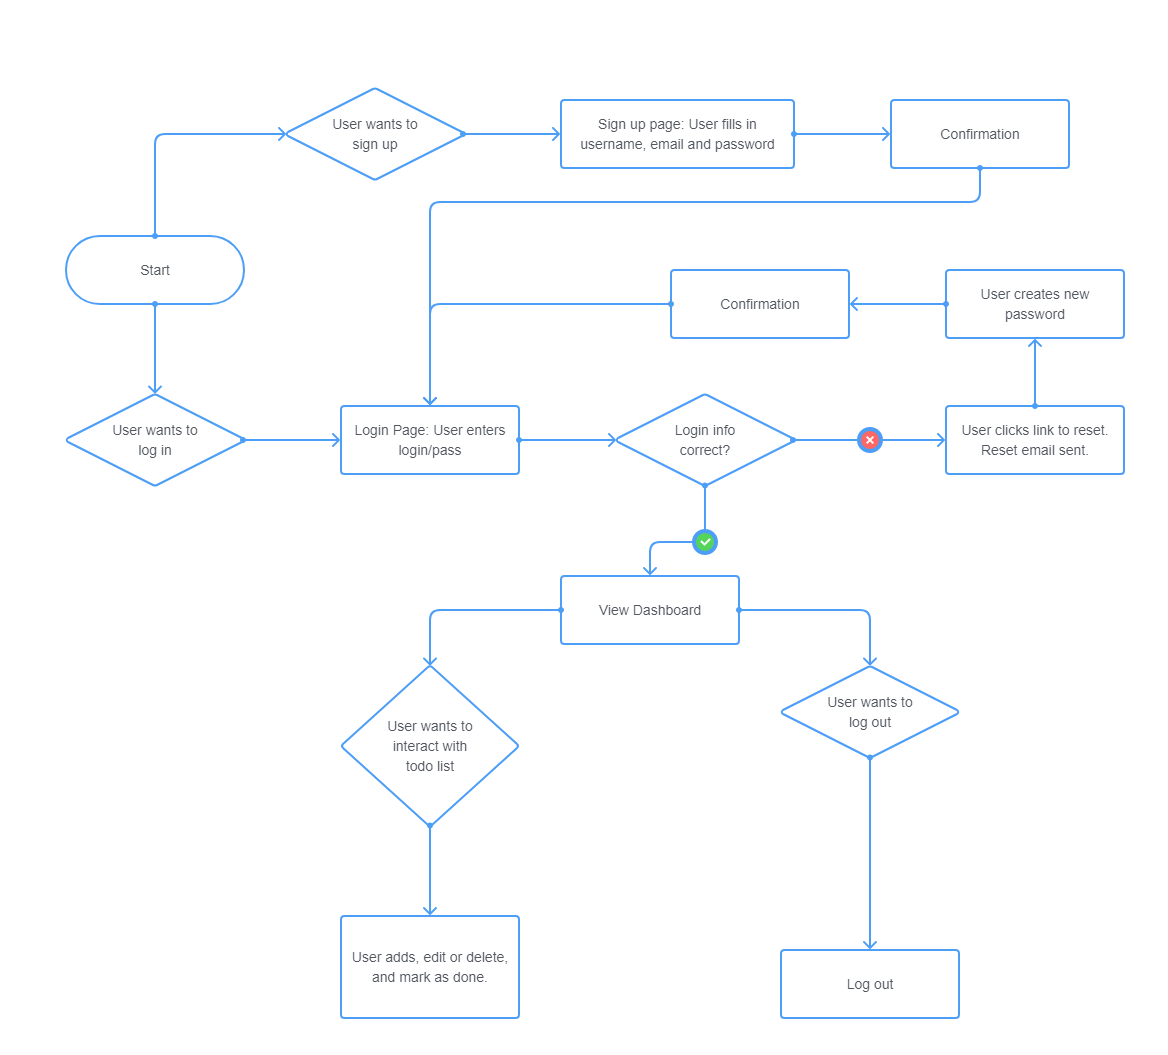 User wants to
sign up
Sign up page: User fills in
username, email and password
Confirmation
Start
Confirmation
User creates new
password
User wants to
log in
Login Page: User enters
login/pass
Login info
correct?
User clicks link to reset.
Reset email sent.
View Dashboard
User wants to
interact with
todo list
User wants to
log out
User adds, edit or delete,
and mark as done.
Log out